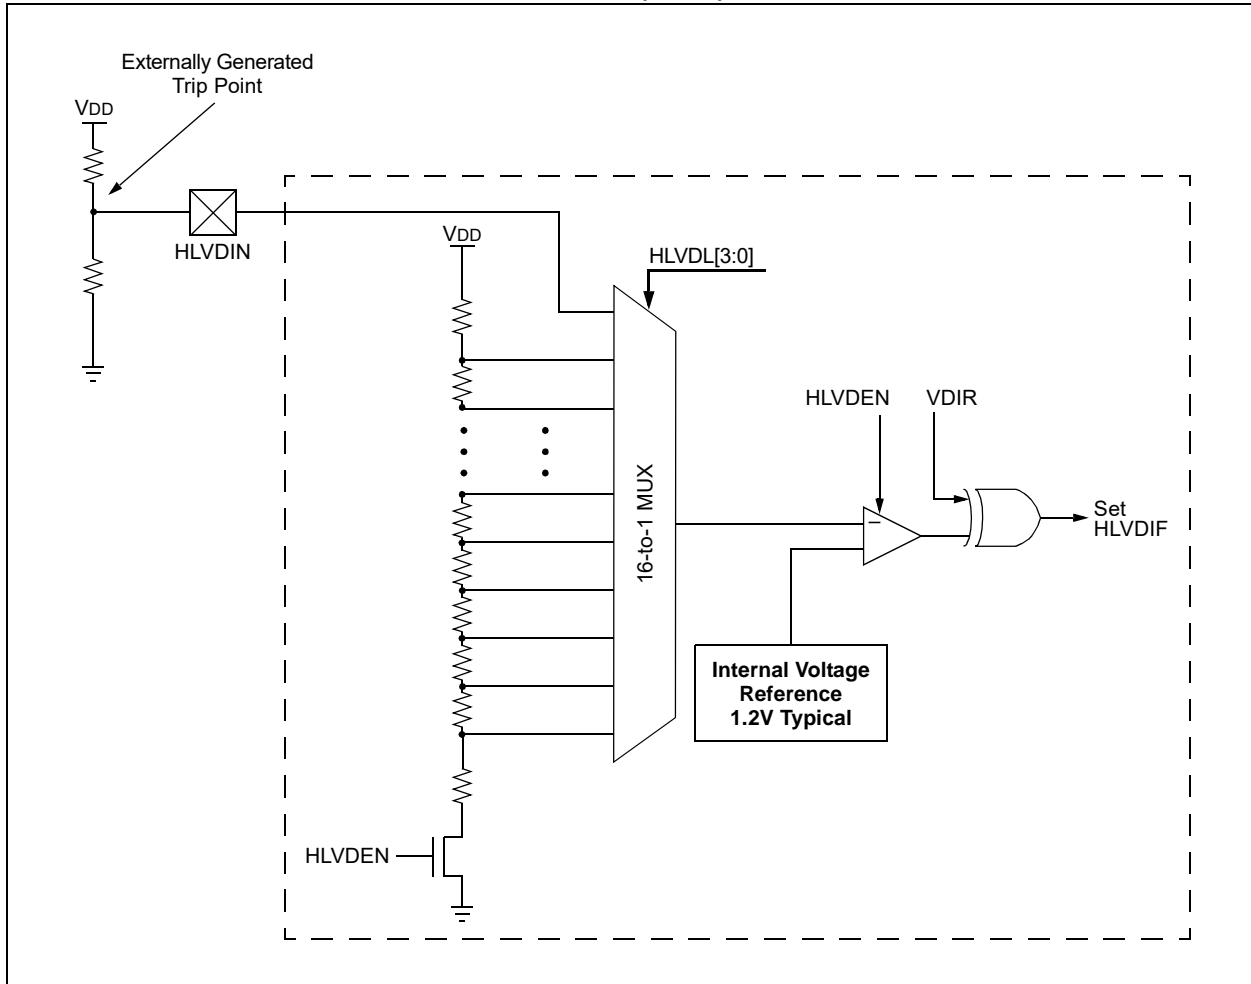 Externally Generated
Trip Point
VDD
HLVDIN
VDD
HLVDL[3:0]
16-to-1 MUX
HLVDEN
VDIR
–
Set
HLVDIF
Internal Voltage
Reference
1.2V Typical
HLVDEN